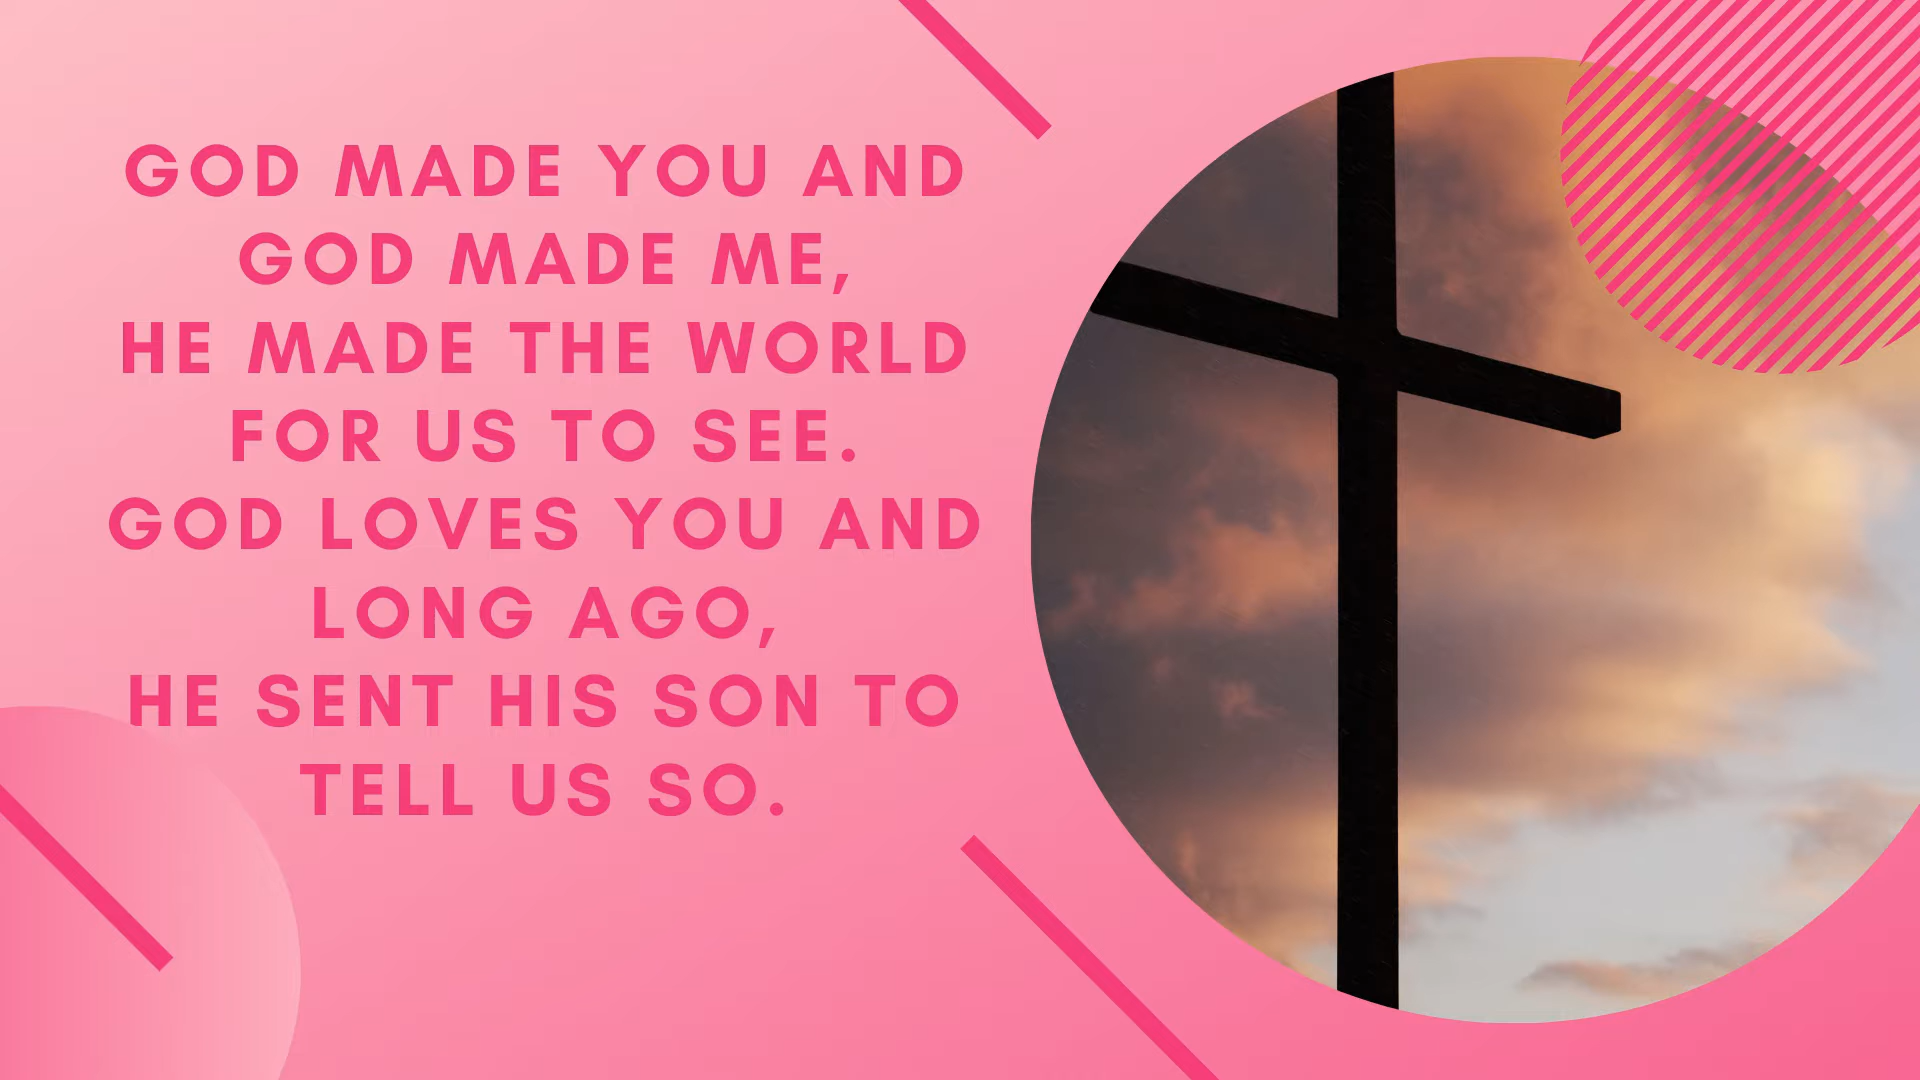 GOD MADE YOU AND
GOD MADE ME,
HE MADE THE WORLD
FOR US TO SEE.
GOD LOVES YOU AND
LONG AGO,
HE SENT HIS SON TO
TELL US SO.